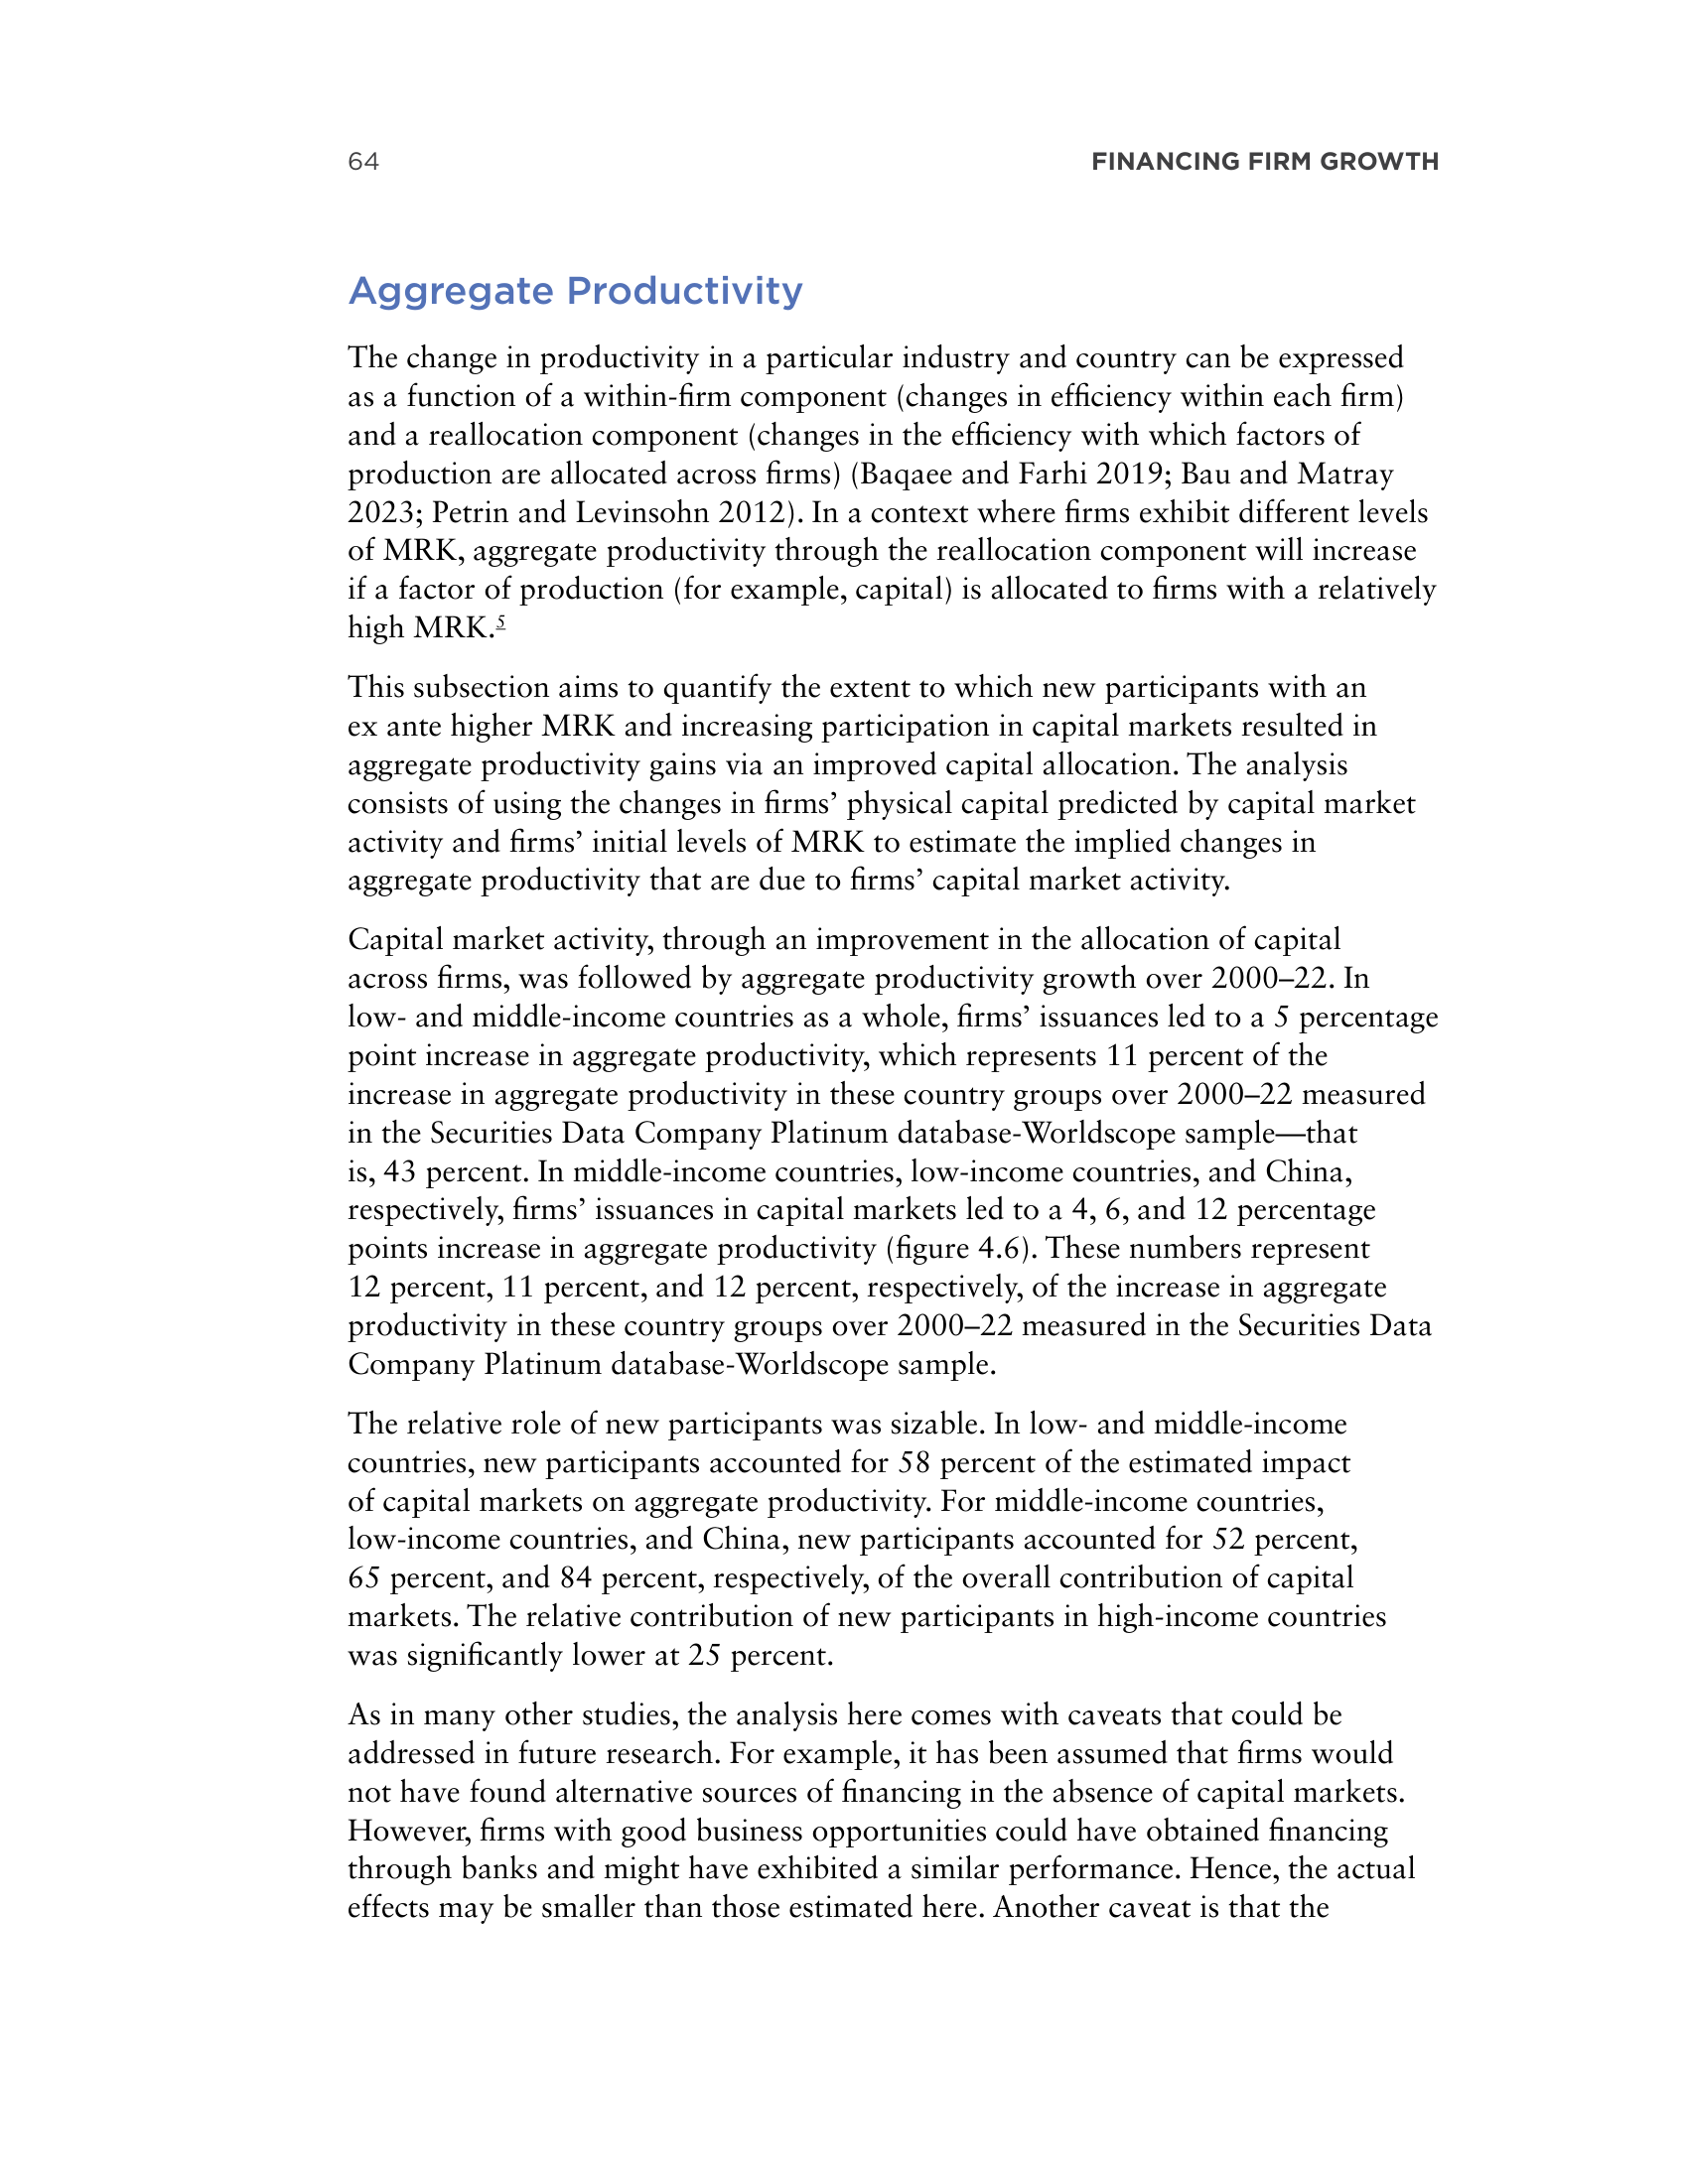 64
FINANCING FIRM GROWTH
Aggregate Productivity
The change in productivity in a particular industry and country can be expressed
as a function of a within-firm component (changes in efficiency within each firm)
and a reallocation component (changes in the efficiency with which factors of
production are allocated across firms) (Baqaee and Farhi 2019; Bau and Matray
2023; Petrin and Levinsohn 2012). In a context where firms exhibit different levels
of MRK, aggregate productivity through the reallocation component will increase
if a factor of production (for example, capital) is allocated to firms with a relatively
high MRK.5
This subsection aims to quantify the extent to which new participants with an
ex ante higher MRK and increasing participation in capital markets resulted in
aggregate productivity gains via an improved capital allocation. The analysis
consists of using the changes in firms’ physical capital predicted by capital market
activity and firms’ initial levels of MRK to estimate the implied changes in
aggregate productivity that are due to firms’ capital market activity.
Capital market activity, through an improvement in the allocation of capital
across firms, was followed by aggregate productivity growth over 2000–22. In
low- and middle-income countries as a whole, firms’ issuances led to a 5 percentage
point increase in aggregate productivity, which represents 11 percent of the
increase in aggregate productivity in these country groups over 2000–22 measured
in the Securities Data Company Platinum database-Worldscope sample—that
is, 43 percent. In middle-income countries, low-income countries, and China,
respectively, firms’ issuances in capital markets led to a 4, 6, and 12 percentage
points increase in aggregate productivity (figure 4.6). These numbers represent
12 percent, 11 percent, and 12 percent, respectively, of the increase in aggregate
productivity in these country groups over 2000–22 measured in the Securities Data
Company Platinum database-Worldscope sample.
The relative role of new participants was sizable. In low- and middle-income
countries, new participants accounted for 58 percent of the estimated impact
of capital markets on aggregate productivity. For middle-income countries,
low-income countries, and China, new participants accounted for 52 percent,
65 percent, and 84 percent, respectively, of the overall contribution of capital
markets. The relative contribution of new participants in high-income countries
was significantly lower at 25 percent.
As in many other studies, the analysis here comes with caveats that could be
addressed in future research. For example, it has been assumed that firms would
not have found alternative sources of financing in the absence of capital markets.
However, firms with good business opportunities could have obtained financing
through banks and might have exhibited a similar performance. Hence, the actual
effects may be smaller than those estimated here. Another caveat is that the